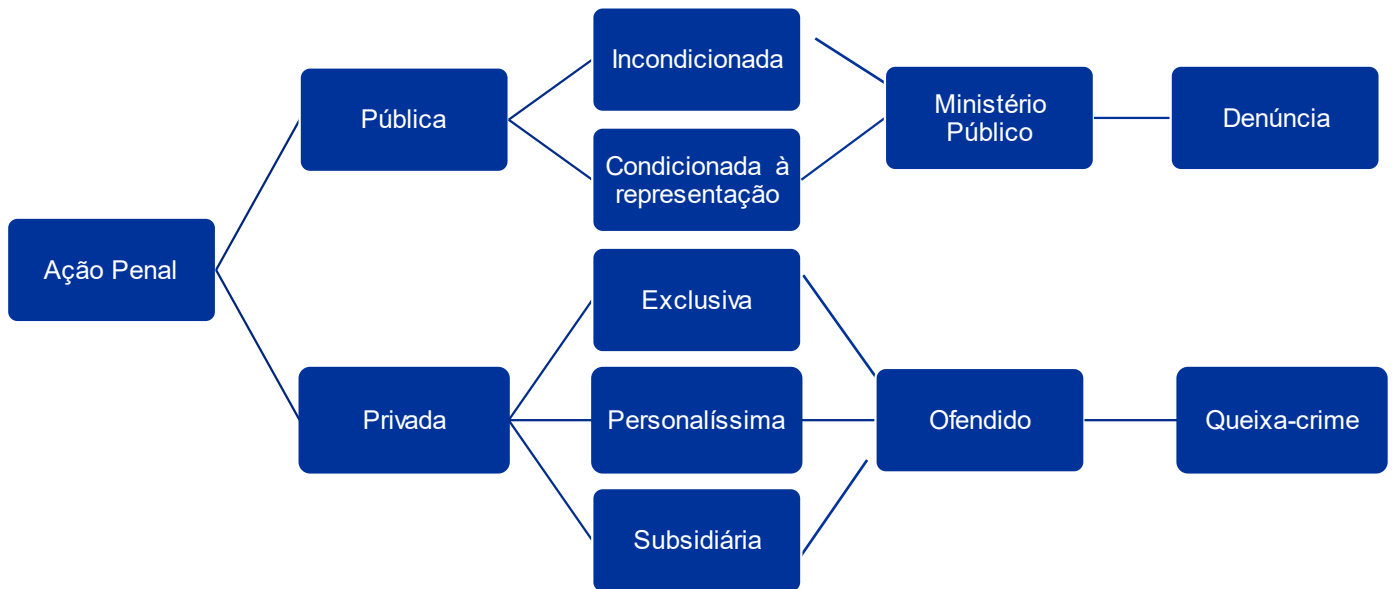 Ação Penal
Pública
Incondicionada
Condicionada à
representação
Ministério
Público
Denúncia
Privada
Exclusiva
Personalíssima
Subsidiária
Ofendido
Queixa-crime